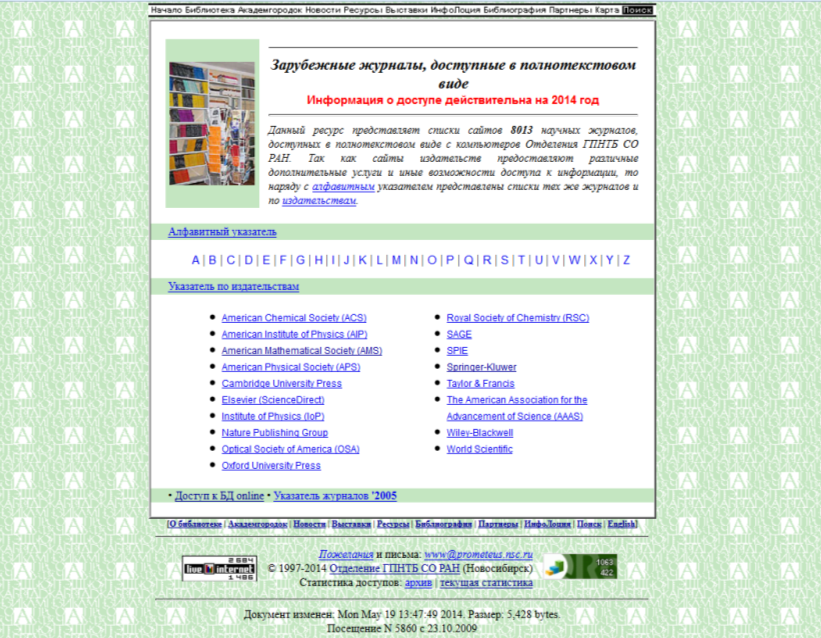 Начало Библиотека Академгородок Новости Ресурсы Выставки ИнфоЛоция Библиография Партнеры Карта Поиск
Зарубежные журналы, доступные в полнотекстовом
виде
Информация о доступе действительна на 2014 год
Данный ресурс представляет списки сайтов 8013 научных журналов,
доступных в полнотекстовом виде с компьютеров Отделения ГПНТБ СО
РАН. Так как сайты издательств предоставляют различные
дополнительные услуги и иные возможности доступа к информации, то
наряду с алфавитным указателем представлены списки тех же журналов и
по издательствам.
Алфавитный указатель
A | B | C | D | E | F | G | H | I | J | K | L | M | N | O | P | Q | R | S | T | U | V | W | X | Y | Z
Указатель по издательствам
American Chemical Society (ACS)
American Institute of Physics (AIP)
American Mathematical Society (AMS)
American Physical Society (APS)
Cambridge University Press
Elsevier (ScienceDirect)
Institute of Physics (IoP)
Nature Publishing Group
Optical Society of America (OSA)
Oxford University Press
Royal Society of Chemistry (RSC)
SAGE
SPIE
Springer-Kluwer
Taylor & Francis
The American Association for the
Advancement of Science (AAAS)
Wiley-Blackwell
World Scientific
• Доступ к БД online • Указатель журналов '2005
[О библиотеке | Академгородок | Новости | Выставки | Ресурсы | Библиография | Партнеры | ИнфоЛоция | Поиск | English]
2684
live internet
1486
Пожелания и письма: www@prometeus.nsc.ru
© 1997-2014 Отделение ГПНТБ СО РАН (Новосибирск)
Статистика доступов: архив | текущая статистика
1063
422
Документ изменен: Mon May 19 13:47:49 2014. Размер: 5,428 bytes.
Посещение N 5860 с 23.10.2009